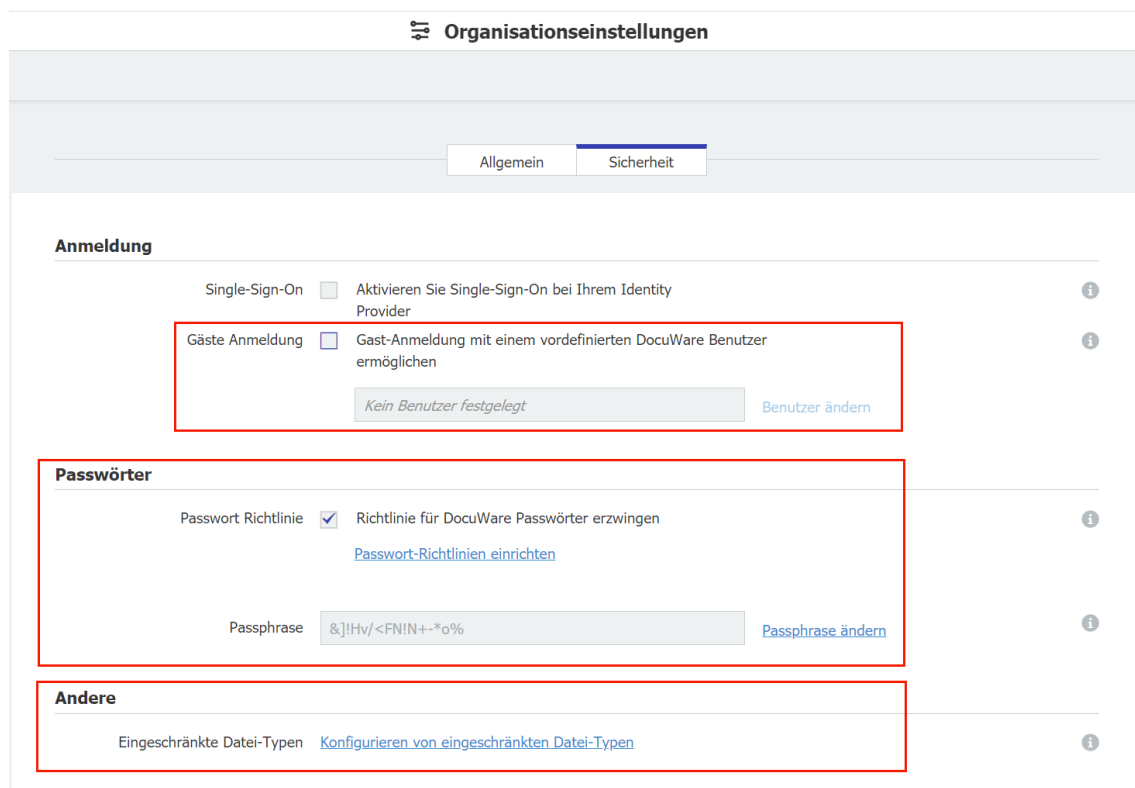 Organisationseinstellungen
Allgemein
Sicherheit
Anmeldung
Single-Sign-On
Aktivieren Sie Single-Sign-On bei Ihrem Identity
Provider
Gäste Anmeldung
Gast-Anmeldung mit einem vordefinierten DocuWare Benutzer
ermöglichen
Kein Benutzer festgelegt
Benutzer ändern
Passwörter
Passwort Richtlinie
Richtlinie für DocuWare Passwörter erzwingen
Passwort-Richtlinien einrichten
Passphrase
&]!Hv/<FN!N+-*o%
Passphrase ändern
Andere
Eingeschränkte Datei-Typen
Konfigurieren von eingeschränkten Datei-Typen